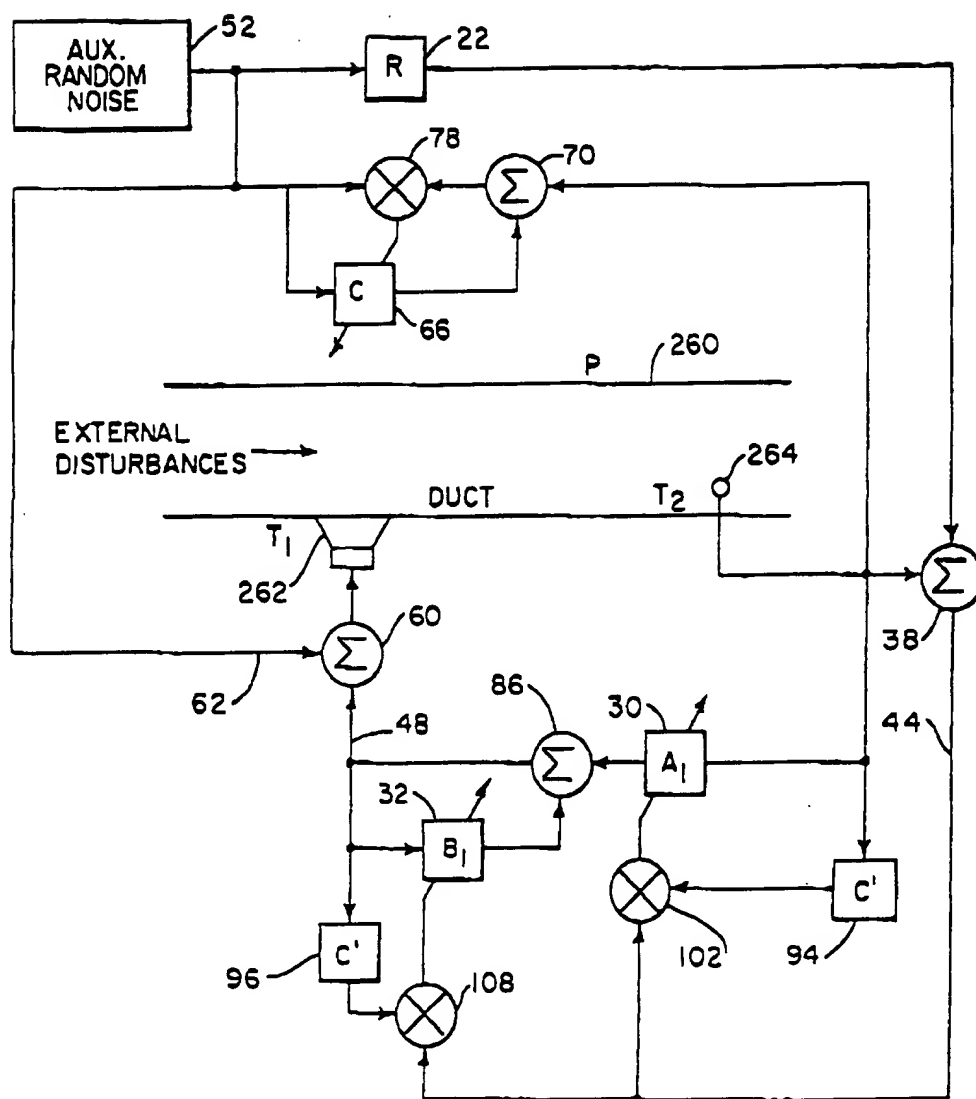 52
AUX.
RANDOM
NOISE
22
R
78
70
Σ
C
66
P
260
EXTERNAL
DISTURBANCES
264
DUCT
T2
T1
262
Σ
60
Σ
38
62
86
30
44
48
Σ
A1
32
B1
C'
102
94
C'
96
108